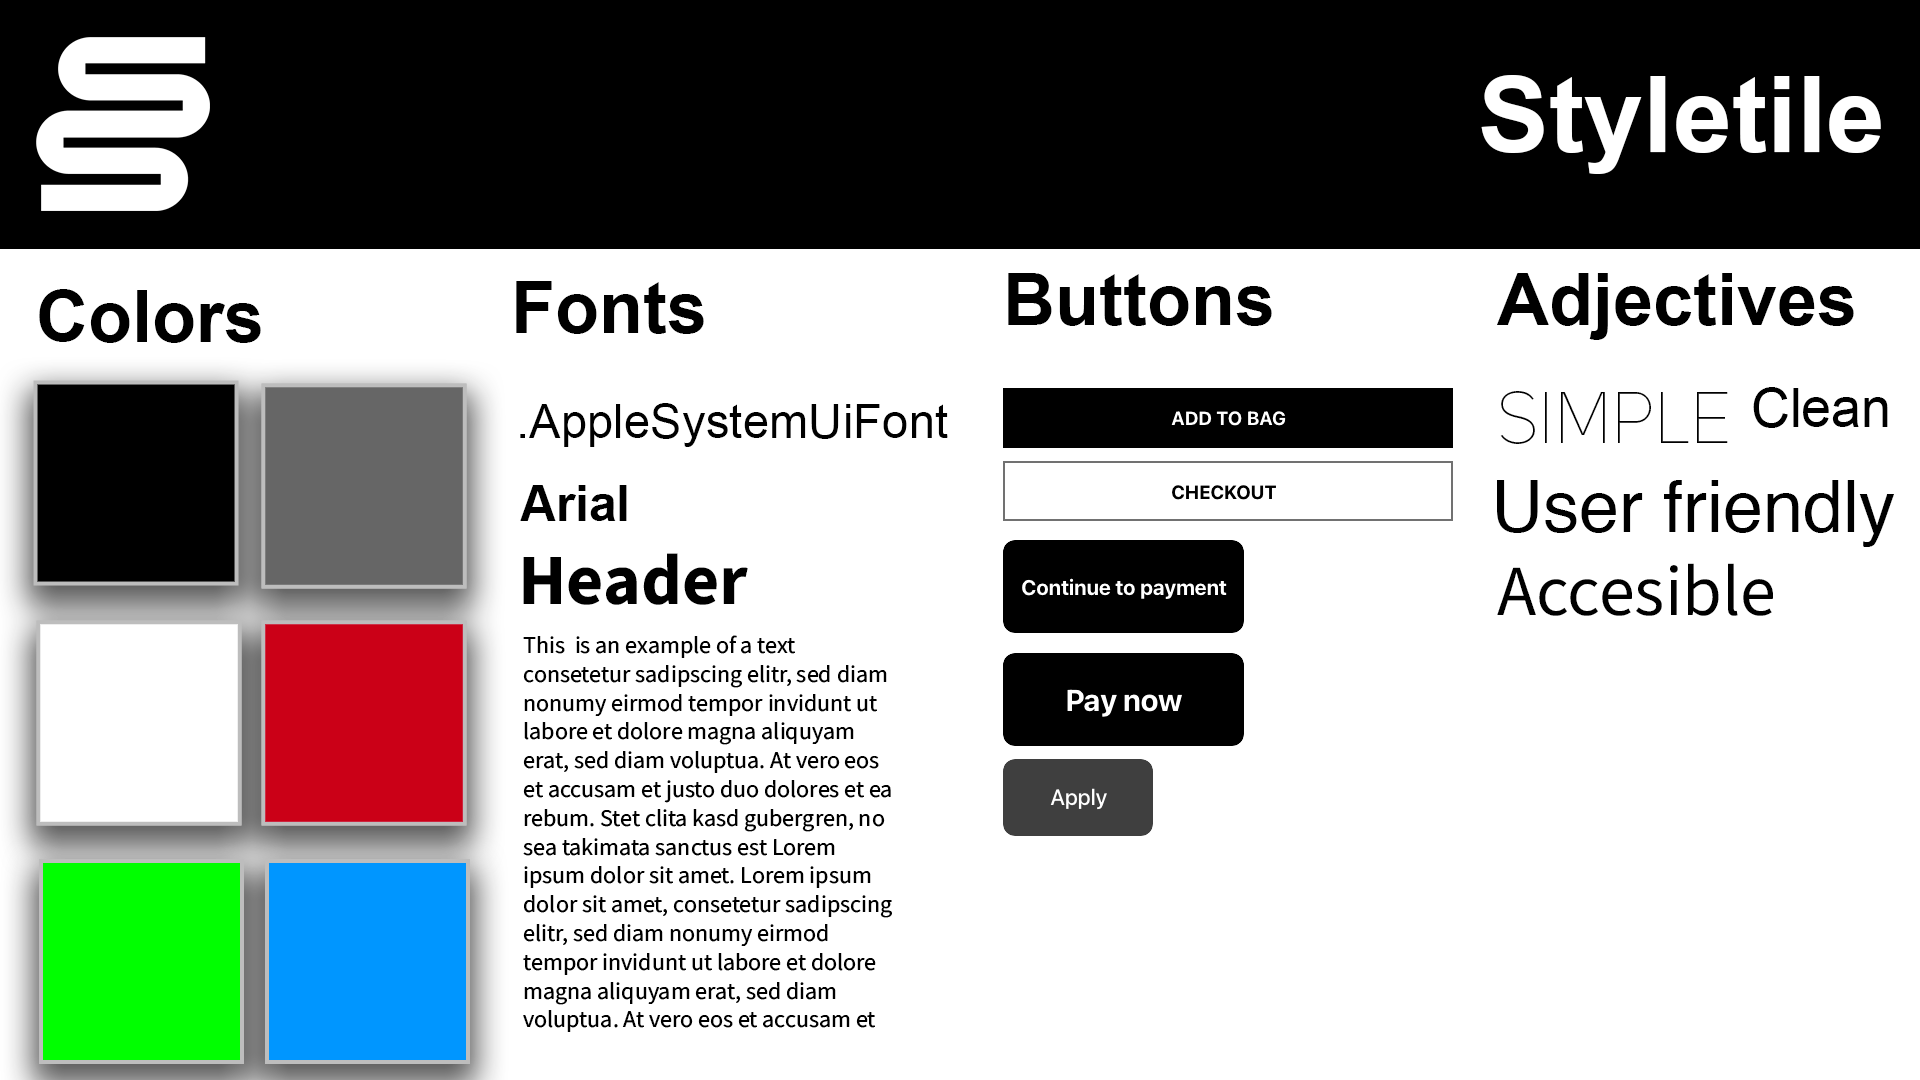 Styletile
Colors
Fonts
.AppleSystemUiFont
Arial
Header
This  is an example of a text
consetetur sadipscing elitr, sed diam
nonumy eirmod tempor invidunt ut
labore et dolore magna aliquyam
erat, sed diam voluptua. At vero eos
et accusam et justo duo dolores et ea
rebum. Stet clita kasd gubergren, no
sea takimata sanctus est Lorem
ipsum dolor sit amet. Lorem ipsum
dolor sit amet, consetetur sadipscing
elitr, sed diam nonumy eirmod
tempor invidunt ut labore et dolore
magna aliquyam erat, sed diam
voluptua. At vero eos et accusam et
Buttons
ADD TO BAG
CHECKOUT
Continue to payment
Pay now
Apply
Adjectives
SIMPLE Clean
User friendly
Accesible